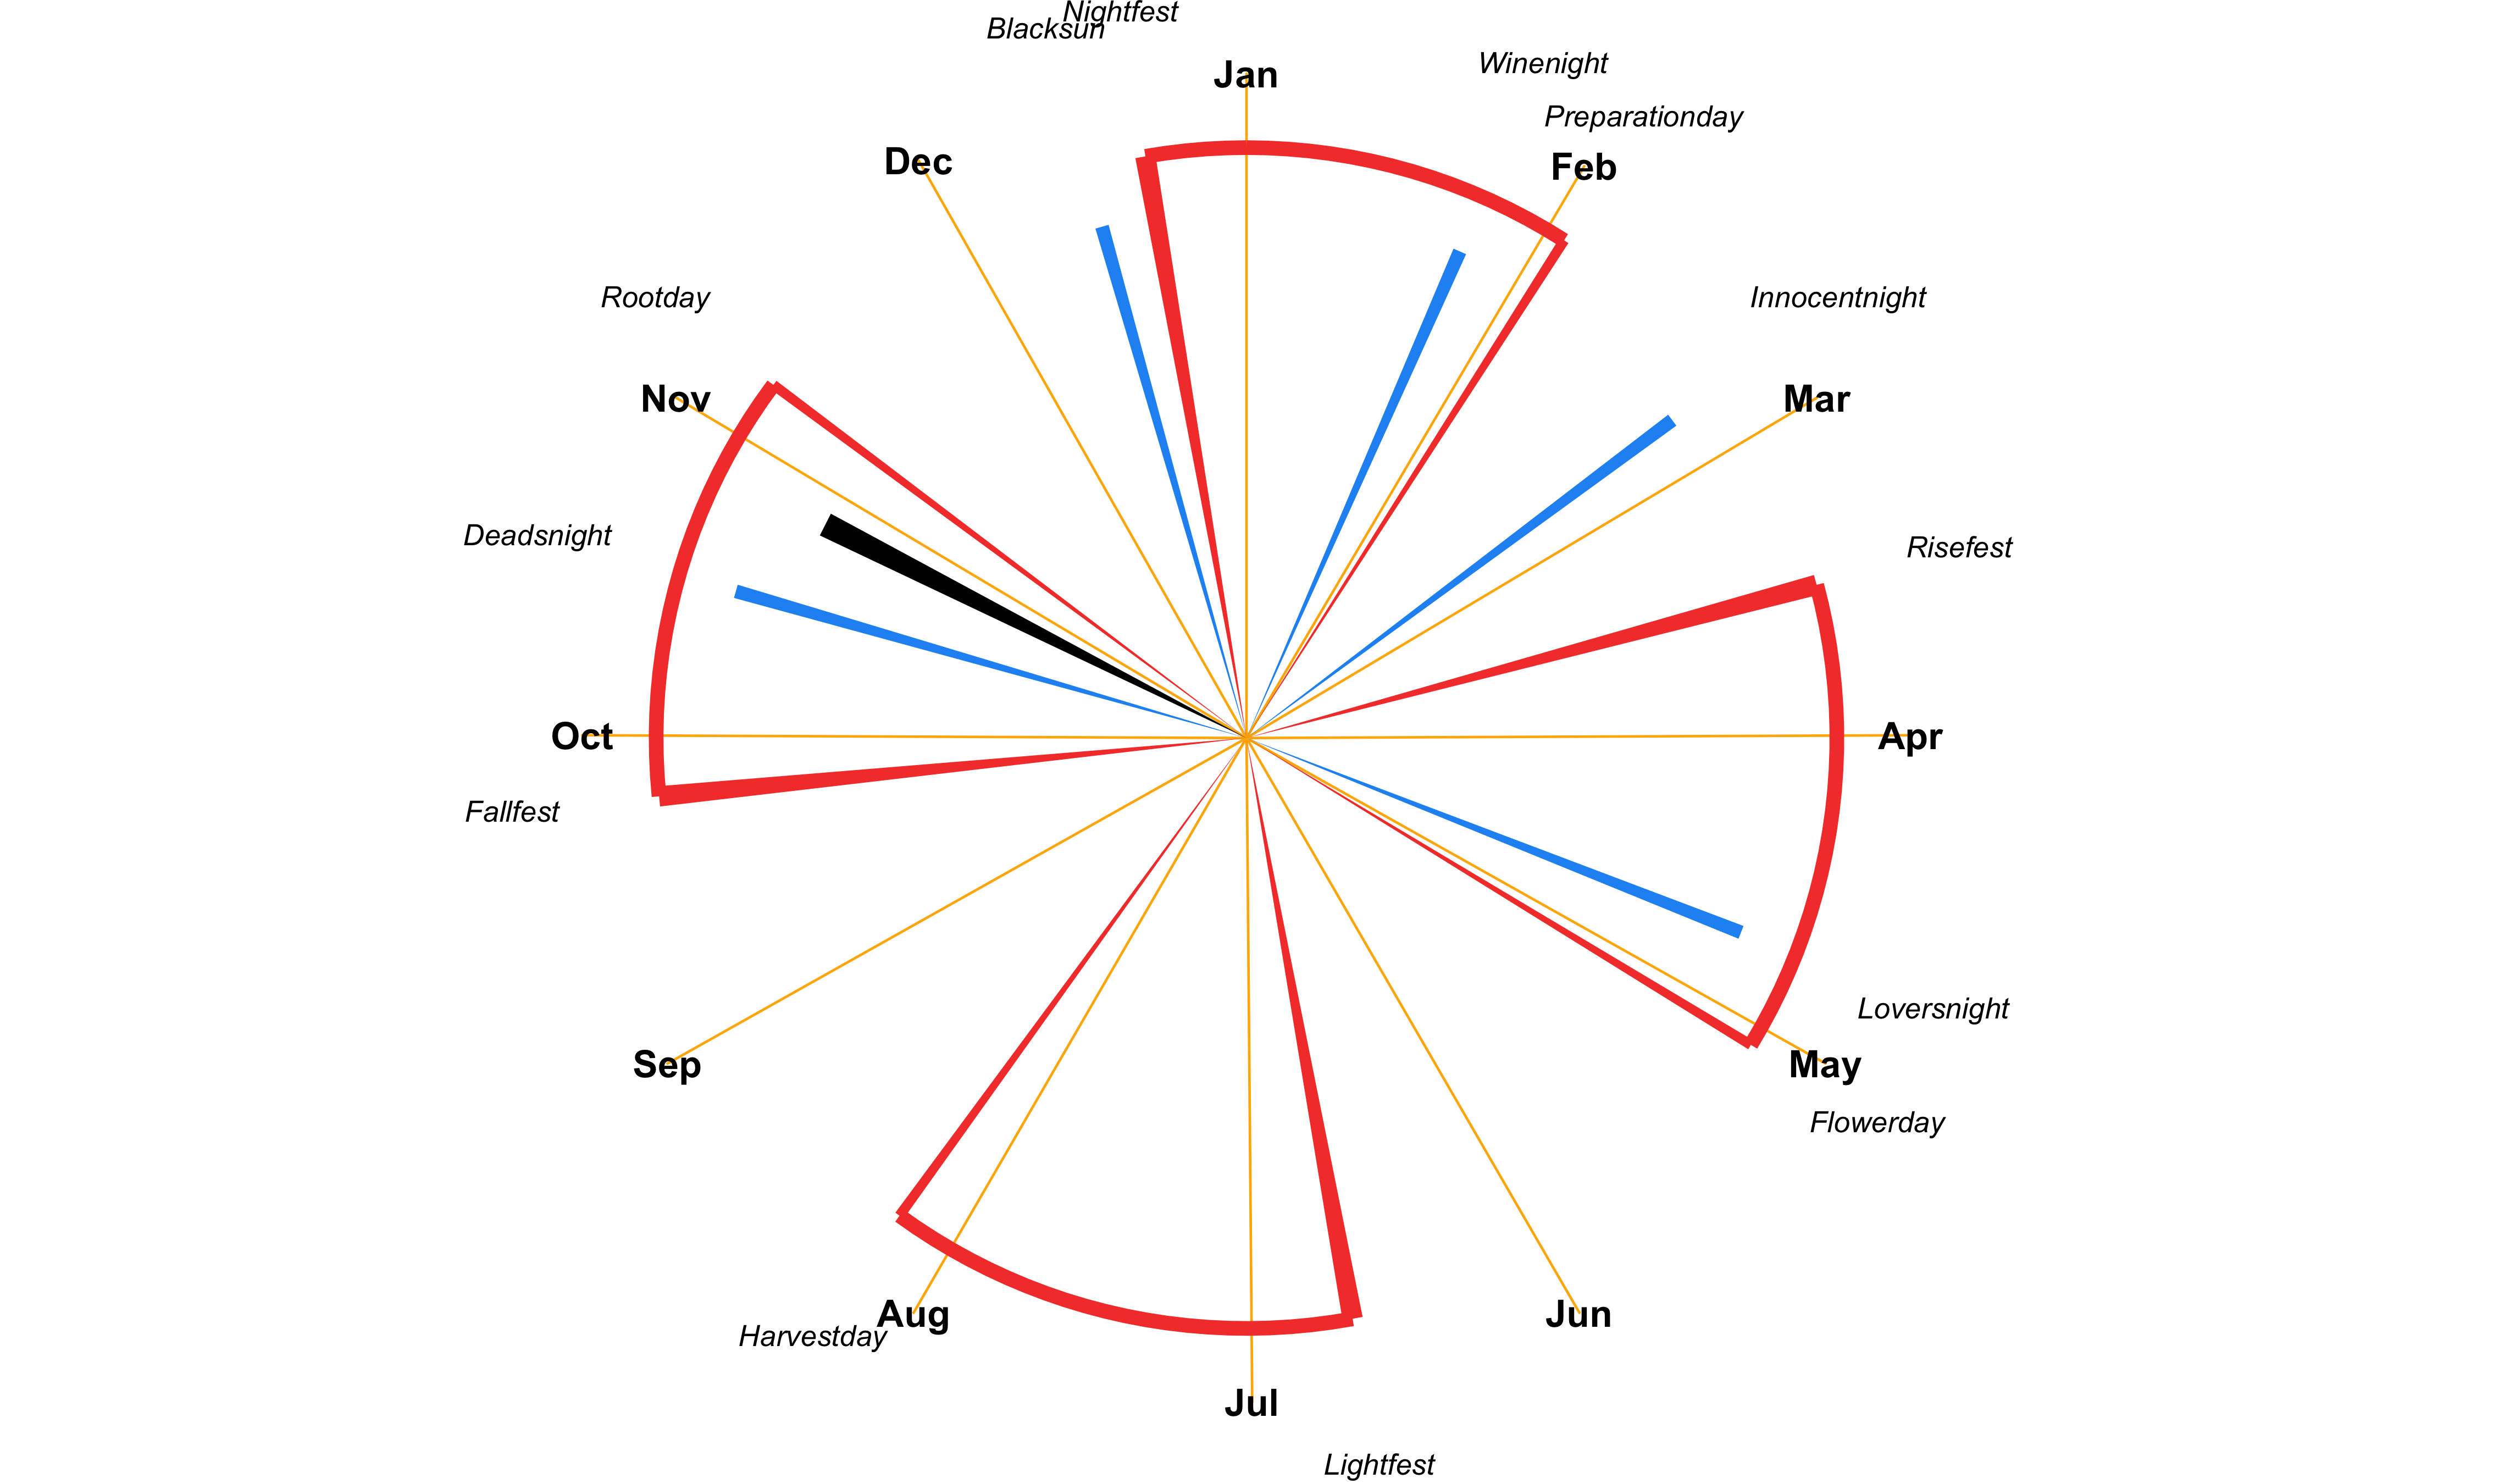 Nightfest
Blacksun
Jan
Winenight
Preparationday
Dec
Feb
Rootday
Innocentnight
Nov
Mar
Deadsnight
Risefest
Oct
Apr
Fallfest
Loversnight
Sep
May
Flowerday
Aug
Jun
Harvestday
Jul
Lightfest